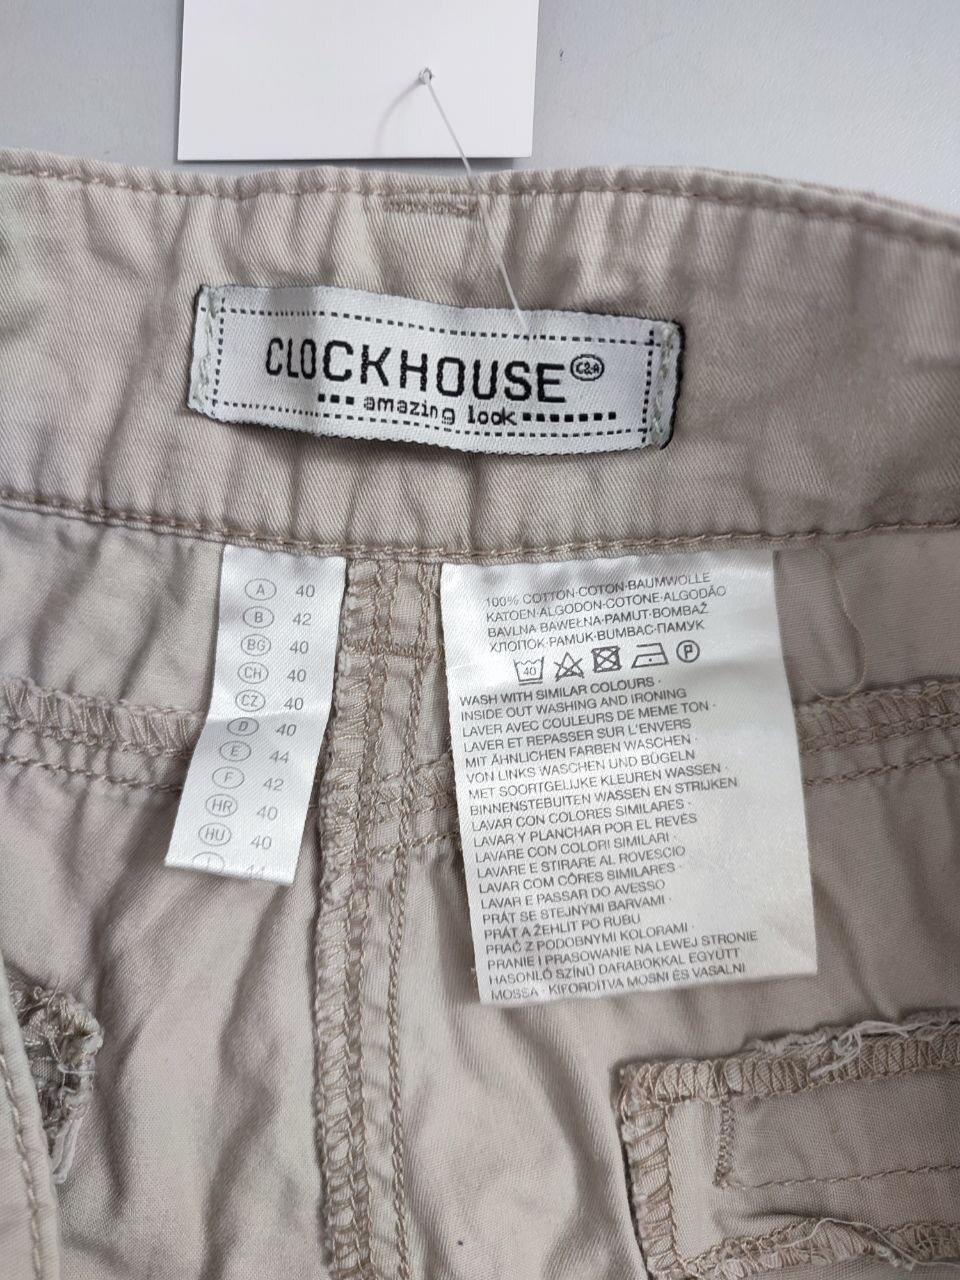 CLOCKHOUSE C&A
amazing look
A 40
B 42
BG 40
CH 40
CZ 40
D 40
E 44
F 42
HR 40
HU 40
I 44
100% COTTON·COTON·BAUMWOLLE
KATOEN·ALGODON·COTONE·ALGODÃO
BAVLNA·BAWEŁNA·PAMUT·BOMBAŽ
ХЛОПОК·PAMUK·BUMBAC·ПАМУК
40 A P
WASH WITH SIMILAR COLOURS ·
INSIDE OUT WASHING AND IRONING
LAVER AVEC COULEURS DE MEME TON ·
LAVER ET REPASSER SUR L'ENVERS
MIT ÄHNLICHEN FARBEN WASCHEN ·
VON LINKS WASCHEN UND BÜGELN
MET SOORTGELIJKE KLEUREN WASSEN ·
BINNENSTEBUITEN WASSEN EN STRIJKEN
LAVAR CON COLORES SIMILARES ·
LAVAR Y PLANCHAR POR EL REVÉS
LAVARE CON COLORI SIMILARI ·
LAVARE E STIRARE AL ROVESCIO
LAVAR COM CÔRES SIMILARES ·
LAVAR E PASSAR DO AVESSO
PRÁT SE STEJNÝMI BARVAMI ·
PRÁT A ŽEHLIT PO RUBU
PRAĆ Z PODOBNYMI KOLORAMI ·
PRANIE I PRASOWANIE NA LEWEJ STRONIE
HASONLÓ SZÍNŰ DARABOKKAL EGYÜTT
MOSSA · KIFORDÍTVA MOSNI ÉS VASALNI